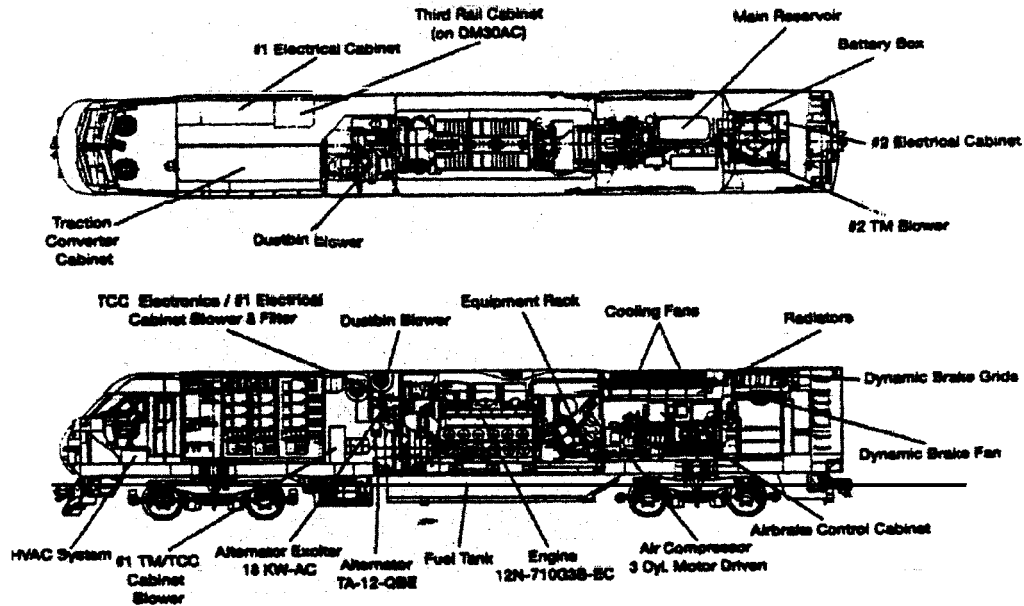 Third Rail Cabinet
(on DM30AC)
Main Reservoir
#1 Electrical Cabinet
Battery Box
#2 Electrical Cabinet
Traction
Converter
Cabinet
Dustbin Blower
#2 TM Blower
TCC Electronics / #1 Electrical
Cabinet Blower & Filter
Dustbin Blower
Equipment Rack
Cooling Fans
Radiators
Dynamic Brake Grids
Dynamic Brake Fan
Airbrake Control Cabinet
HVAC System
#1 TM/TCC
Cabinet
Blower
Alternator Exciter
18 KW-AC
Alternator
TA-12-QBE
Fuel Tank
Engine
12N-710G3B-EC
Air Compressor
3 Cyl. Motor Driven